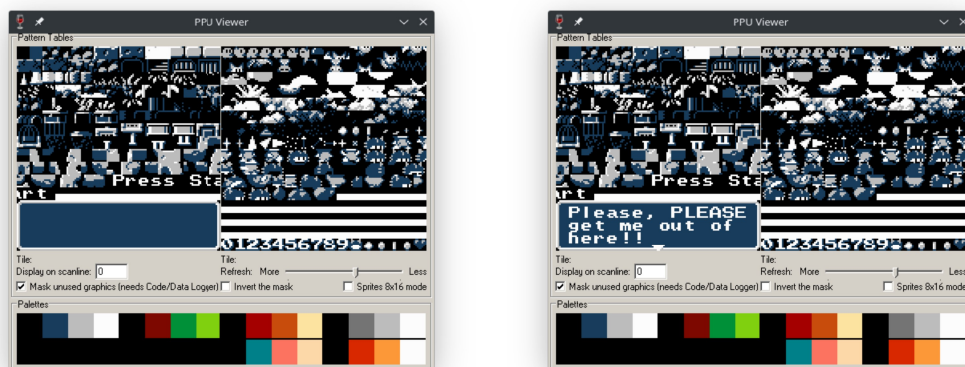 PPU Viewer
Pattern Tables
Press Sta
rt
0123456789
Tile:
Tile:
Display on scanline: 0
Refresh: More
Less
Mask unused graphics (needs Code/Data Logger)
Invert the mask
Sprites 8x16 mode
Palettes
PPU Viewer
Pattern Tables
Press Sta
rt
Please, PLEASE
get me out of
here!!
0123456789
Tile:
Tile:
Display on scanline: 0
Refresh: More
Less
Mask unused graphics (needs Code/Data Logger)
Invert the mask
Sprites 8x16 mode
Palettes